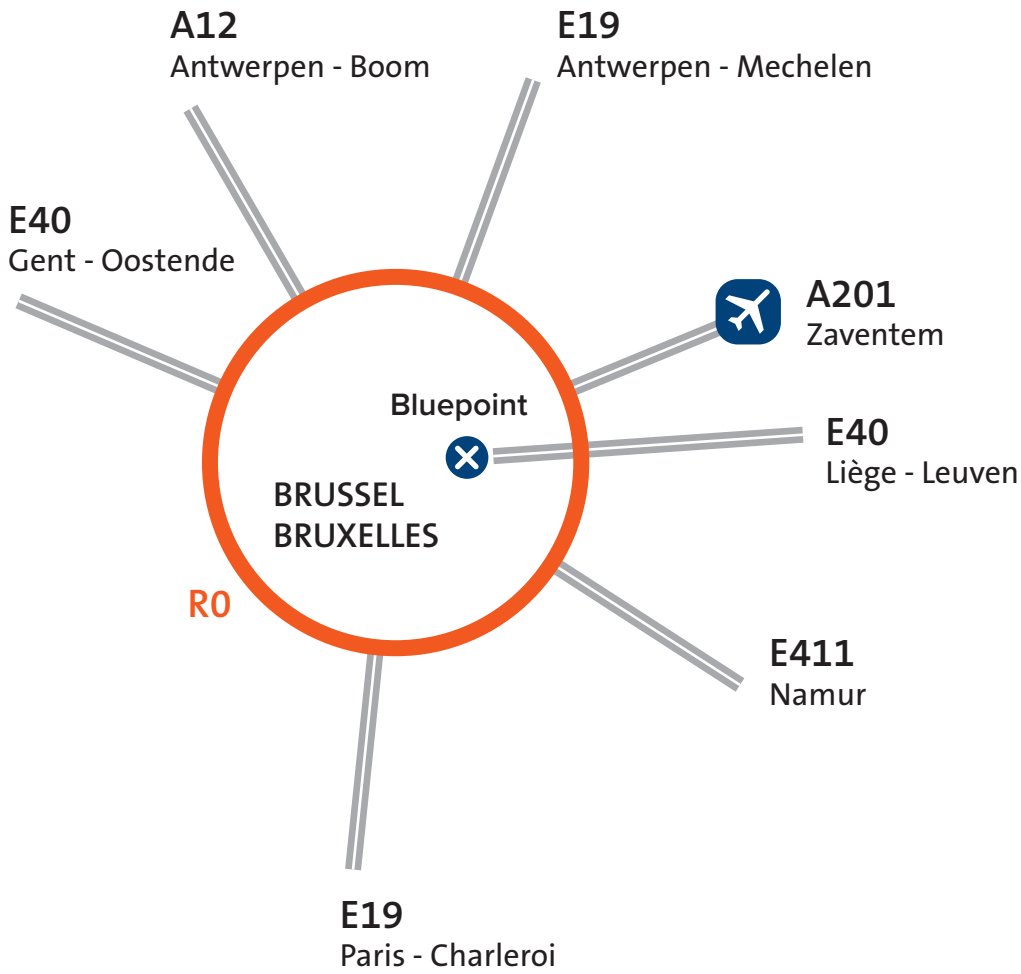 A12
Antwerpen - Boom
E19
Antwerpen - Mechelen
E40
Gent - Oostende
A201
Zaventem
Bluepoint
E40
Liège - Leuven
BRUSSEL
BRUXELLES
R0
E411
Namur
E19
Paris - Charleroi